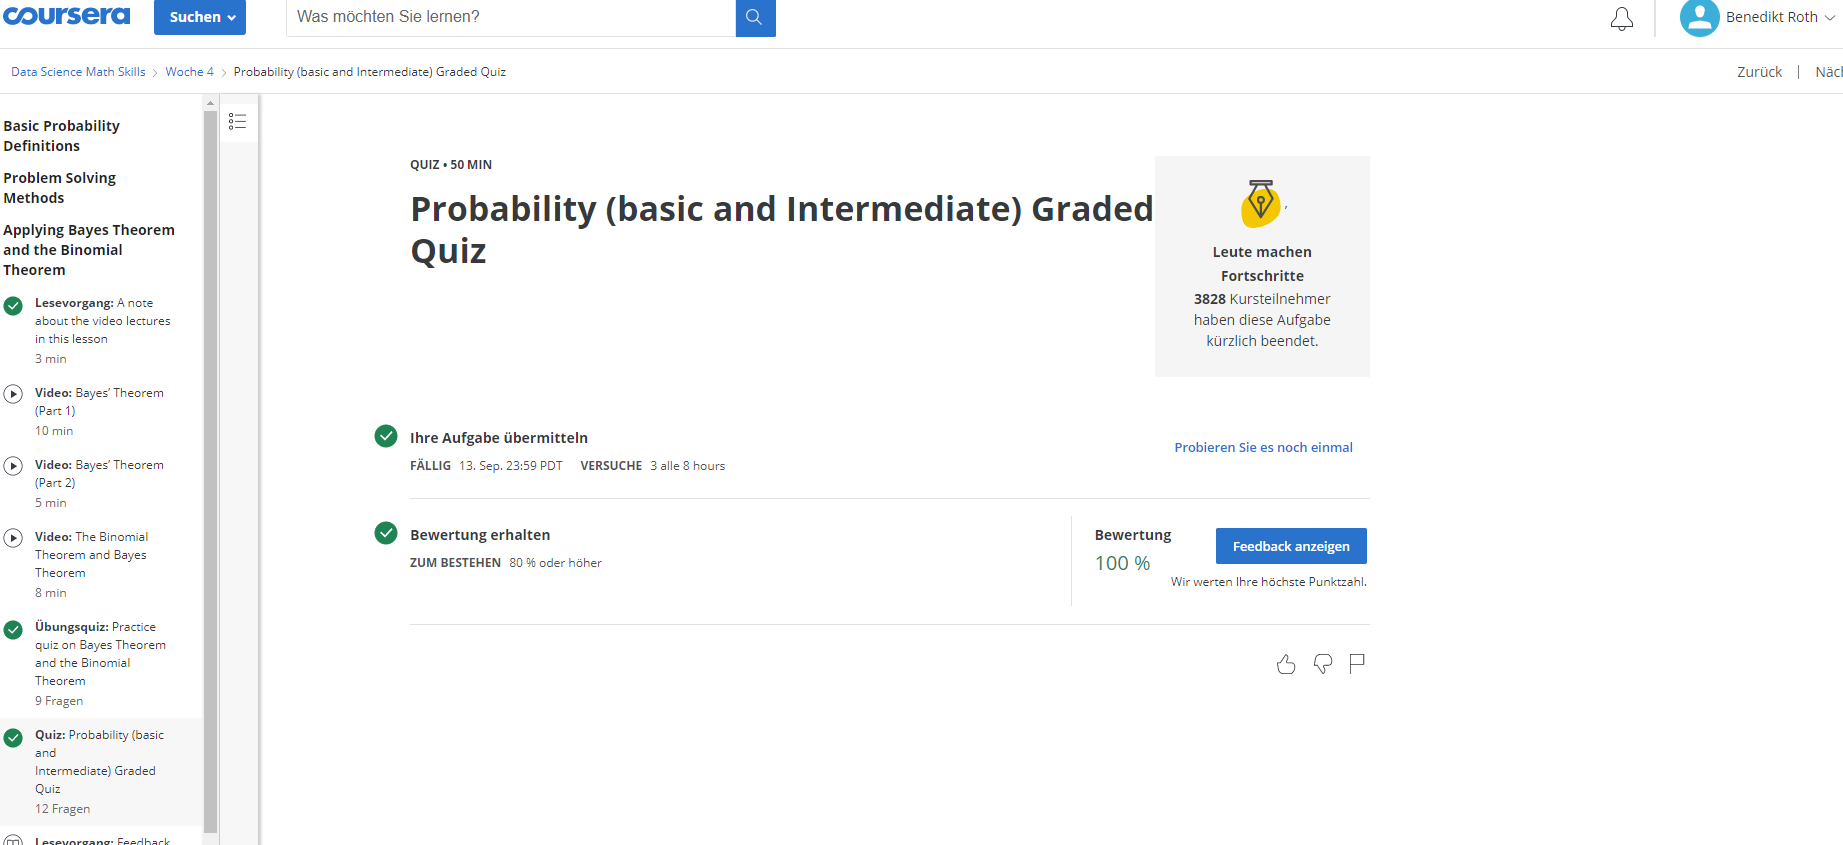 coursera
Suchen
Was möchten Sie lernen?
Benedikt Roth
Data Science Math Skills > Woche 4 > Probability (basic and Intermediate) Graded Quiz
Zurück |
Basic Probability
Definitions
Problem Solving
Methods
Applying Bayes Theorem
and the Binomial
Theorem
Lesevorgang: A note
about the video lectures
in this lesson
3 min
Video: Bayes’ Theorem
(Part 1)
10 min
Video: Bayes’ Theorem
(Part 2)
5 min
Video: The Binomial
Theorem and Bayes
Theorem
8 min
Übungsquiz: Practice
quiz on Bayes Theorem
and the Binomial
Theorem
9 Fragen
Quiz: Probability (basic
and
Intermediate) Graded
Quiz
12 Fragen
Lesevorgang: Feedback
QUIZ • 50 MIN
Probability (basic and Intermediate) Graded
Quiz
,
Leute machen
Fortschritte
3828 Kursteilnehmer
haben diese Aufgabe
kürzlich beendet.
Ihre Aufgabe übermitteln
FÄLLIG 13. Sep. 23:59 PDT VERSUCHE 3 alle 8 hours
Probieren Sie es noch einmal
Bewertung erhalten
ZUM BESTEHEN 80 % oder höher
Bewertung
100 %
Feedback anzeigen
Wir werten Ihre höchste Punktzahl.